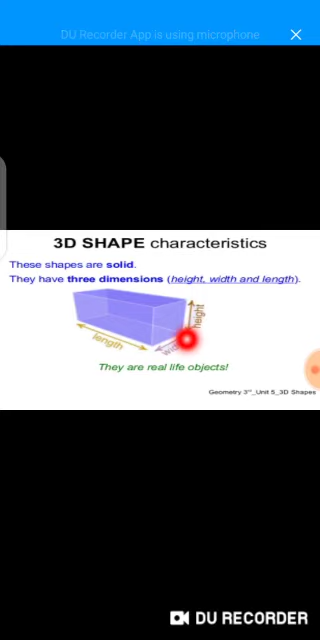 DU Recorder App is using microphone
3D SHAPE characteristics
These shapes are solid.
They have three dimensions (height, width and length).
height
length
They are real life objects!
Geometry 3rd_Unit 5_3D Shapes
DU RECORDER